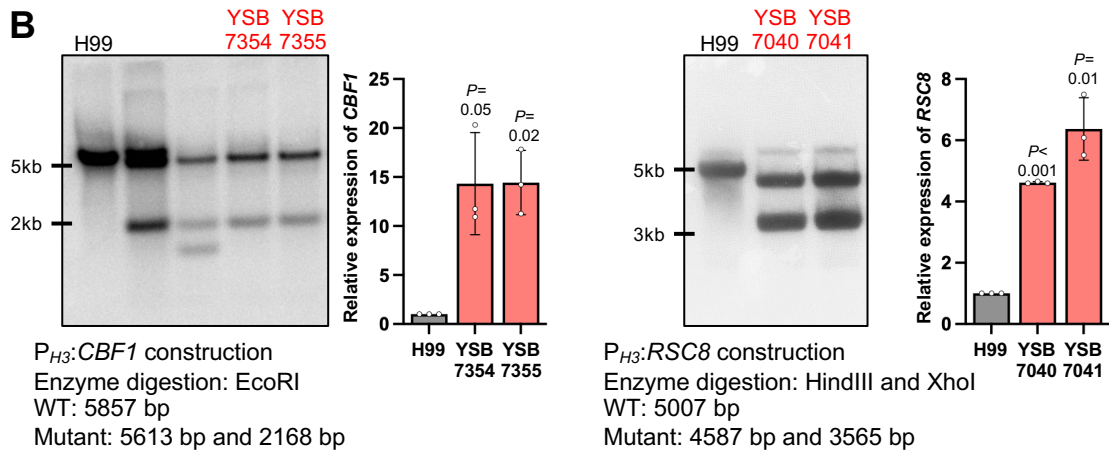 B
H99
YSB
7354
YSB
7355
5kb
2kb
Relative expression of CBF1
25
20
15
10
5
0
P=
0.05
P=
0.02
H99
YSB
7354
YSB
7355
P_H3:CBF1 construction
Enzyme digestion: EcoRI
WT: 5857 bp
Mutant: 5613 bp and 2168 bp
H99
YSB
7040
YSB
7041
5kb
3kb
Relative expression of RSC8
8
6
4
2
0
P<
0.001
P=
0.01
H99
YSB
7040
YSB
7041
P_H3:RSC8 construction
Enzyme digestion: HindIII and XhoI
WT: 5007 bp
Mutant: 4587 bp and 3565 bp